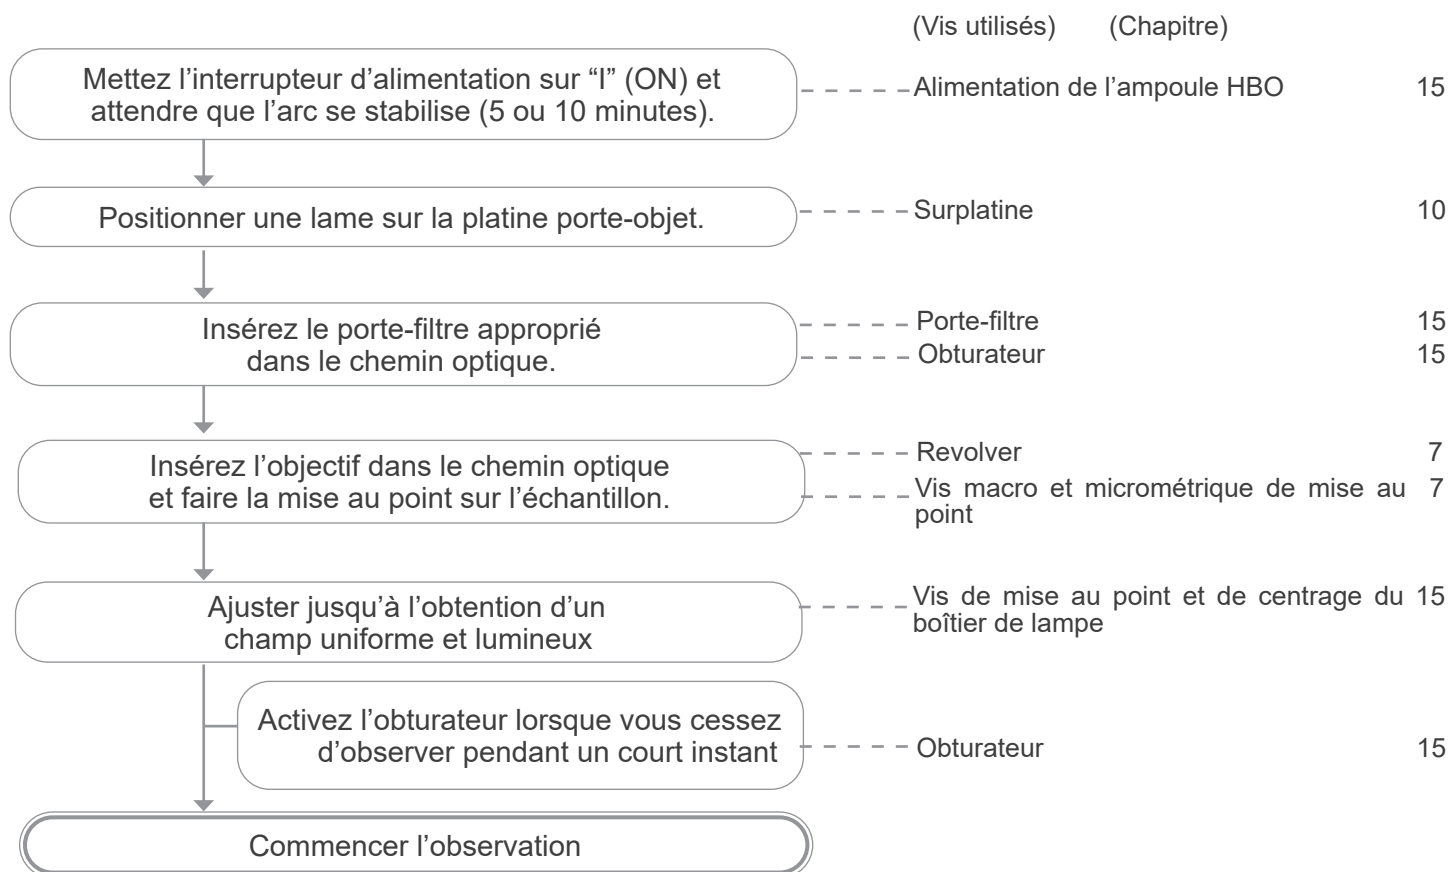 (Vis utilisés) (Chapitre)
Mettez l’interrupteur d’alimentation sur “I” (ON) et
attendre que l’arc se stabilise (5 ou 10 minutes).
Alimentation de l’ampoule HBO 15
Positionner une lame sur la platine porte-objet.
Surplatine 10
Insérez le porte-filtre approprié
dans le chemin optique.
Porte-filtre 15
Obturateur 15
Insérez l’objectif dans le chemin optique
et faire la mise au point sur l’échantillon.
Revolver 7
Vis macro et micrométrique de mise au 7
point
Ajuster jusqu’à l’obtention d’un
champ uniforme et lumineux
Vis de mise au point et de centrage du 15
boîtier de lampe
Activez l’obturateur lorsque vous cessez
d’observer pendant un court instant
Obturateur 15
Commencer l’observation